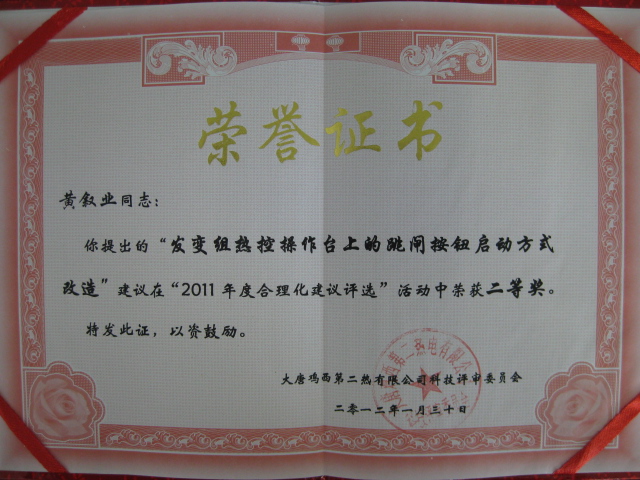 荣誉证书
黄叙业同志：
你提出的“发变组热控操作台上的跳闸按钮启动方式
改造”建议在“2011年度合理化建议评选”活动中荣获二等奖。
特发此证，以资鼓励。
大唐鸡西第二热有限公司科技评审委员会
二零一二年一月三十日